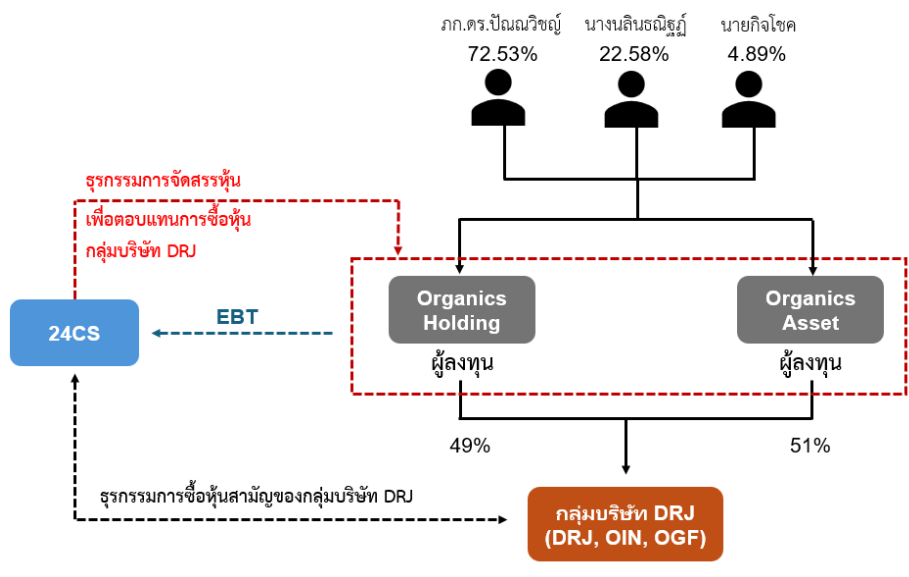 ภก.ดร.ปัณณวิชญ์ นางนลินธณิฐฏ์ นายกิจโชค
72.53% 22.58% 4.89%
ธุรกรรมการจัดสรรหุ้น
เพื่อตอบแทนการซื้อหุ้น
กลุ่มบริษัท DRJ
Organics
Holding
Organics
Asset
EBT
24CS
ผู้ลงทุน ผู้ลงทุน
49% 51%
ธุรกรรมการซื้อหุ้นสามัญของกลุ่มบริษัท DRJ
กลุ่มบริษัท DRJ
(DRJ, OIN, OGF)